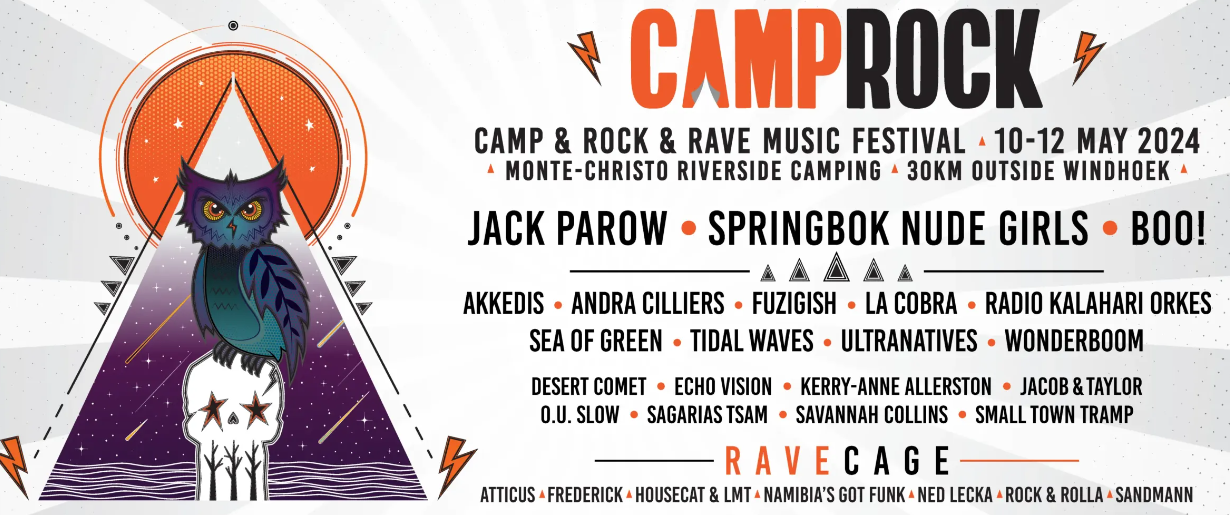 CAMPROCK
CAMP & ROCK & RAVE MUSIC FESTIVAL 10-12 MAY 2024
MONTE-CHRISTO RIVERSIDE CAMPING 30KM OUTSIDE WINDHOEK
JACK PAROW • SPRINGBOK NUDE GIRLS • BOO!
AKKEDIS • ANDRA CILLIERS • FUZIGISH • LA COBRA • RADIO KALAHARI ORKES
SEA OF GREEN • TIDAL WAVES • ULTRANATIVES • WONDERBOOM
DESERT COMET • ECHO VISION • KERRY-ANNE ALLERSTON • JACOB & TAYLOR
O.U. SLOW • SAGARIAS TSAM • SAVANNAH COLLINS • SMALL TOWN TRAMP
RAVECAGE
ATTICUS FREDERICK HOUSECAT & LMT NAMIBIA'S GOT FUNK NED LECKA ROCK & ROLLA SANDMANN